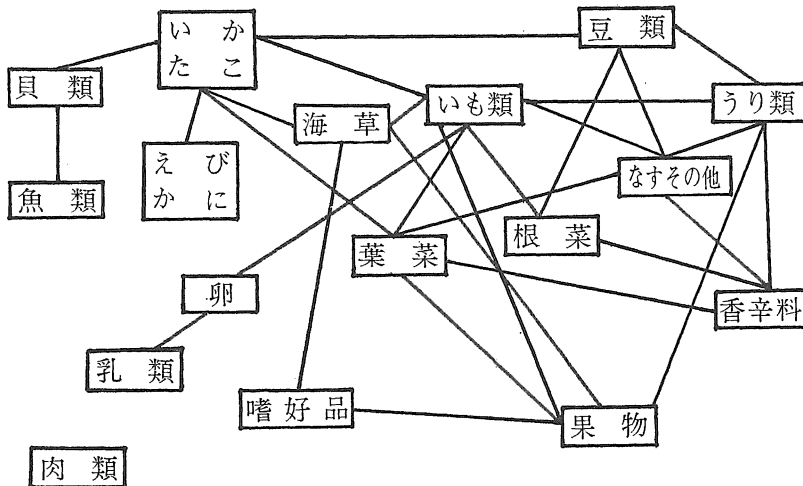 いか
たこ
豆類
貝類
いも類
うり類
海草
えび
かに
なすその他
魚類
根菜
葉菜
卵
香辛料
乳類
嗜好品
果物
肉類